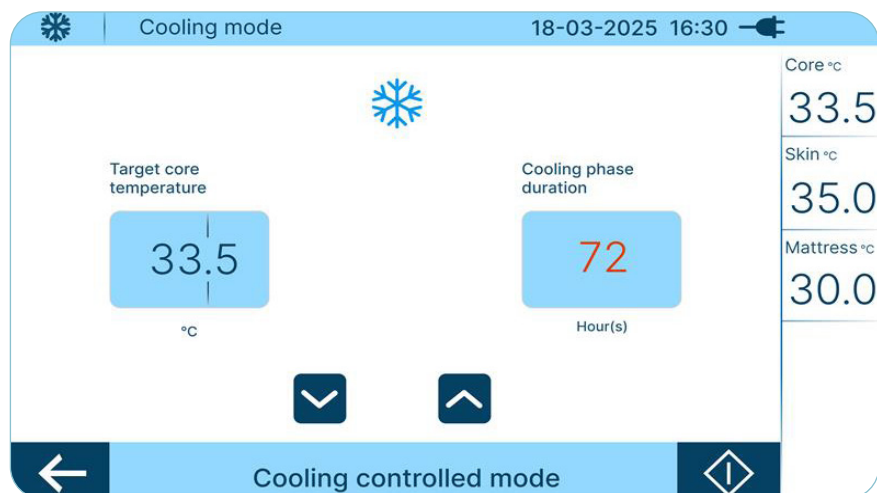 Cooling mode 18-03-2025 16:30
Core °C
33.5
Skin °C
35.0
Mattress °C
30.0
Target core
temperature
33.5
°C
Cooling phase
duration
72
Hour(s)
Cooling controlled mode